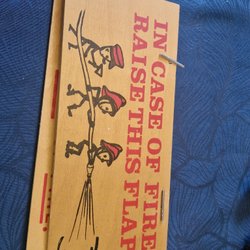 IN CASE OF FIRE
RAISE THIS FLAP